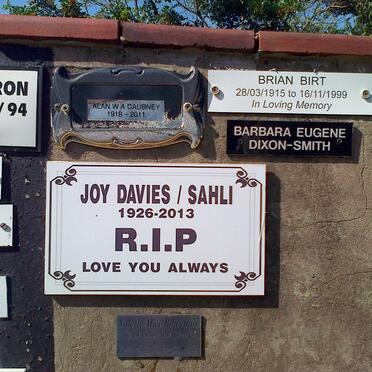 RON
/ 94
ALAN W A DAUBNEY
1918 - 2011
BRIAN BIRT
28/03/1915 to 16/11/1999
In Loving Memory
BARBARA EUGENE
DIXON-SMITH
JOY DAVIES / SAHLI
1926-2013
R.I.P
LOVE YOU ALWAYS